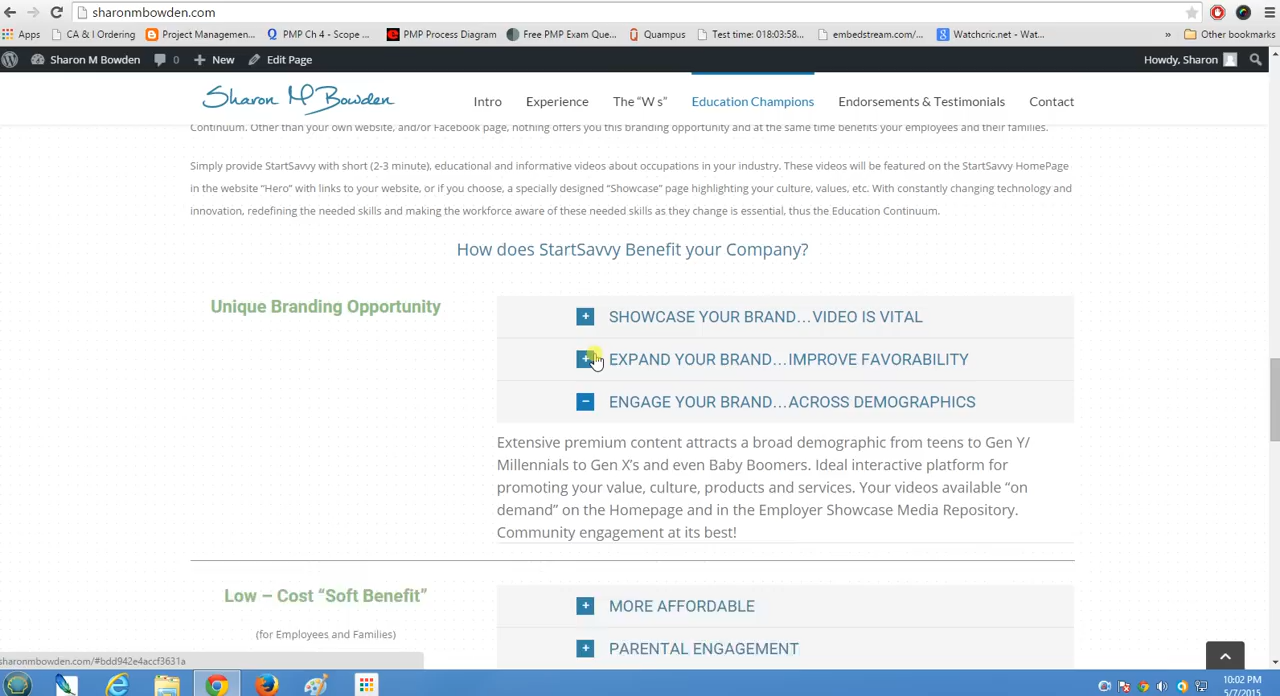 sharonmbowden.com
Apps CA & I Ordering Project Managemen... PMP Ch 4 - Scope ... PMP Process Diagram Free PMP Exam Que... Quampus Test time: 018:03:58... embedstream.com/... Watchcric.net - Wat... » Other bookmarks
Sharon M Bowden 0 New Edit Page Howdy, Sharon
Sharon M Bowden Intro Experience The “W s” Education Champions Endorsements & Testimonials Contact
Continuum. Other than your own website, and/or Facebook page, nothing offers you this branding opportunity and at the same time benefits your employees and their families.
Simply provide StartSavvy with short (2-3 minute), educational and informative videos about occupations in your industry. These videos will be featured on the StartSavvy HomePage
in the website “Hero” with links to your website, or if you choose, a specially designed “Showcase” page highlighting your culture, values, etc. With constantly changing technology and
innovation, redefining the needed skills and making the workforce aware of these needed skills as they change is essential, thus the Education Continuum.
How does StartSavvy Benefit your Company?
Unique Branding Opportunity
+ SHOWCASE YOUR BRAND...VIDEO IS VITAL
+ EXPAND YOUR BRAND...IMPROVE FAVORABILITY
− ENGAGE YOUR BRAND...ACROSS DEMOGRAPHICS
Extensive premium content attracts a broad demographic from teens to Gen Y/
Millennials to Gen X’s and even Baby Boomers. Ideal interactive platform for
promoting your value, culture, products and services. Your videos available “on
demand” on the Homepage and in the Employer Showcase Media Repository.
Community engagement at its best!
Low – Cost “Soft Benefit”
(for Employees and Families)
+ MORE AFFORDABLE
+ PARENTAL ENGAGEMENT
sharonmbowden.com/#bdd942e4accf3631a
10:02 PM
5/7/2015